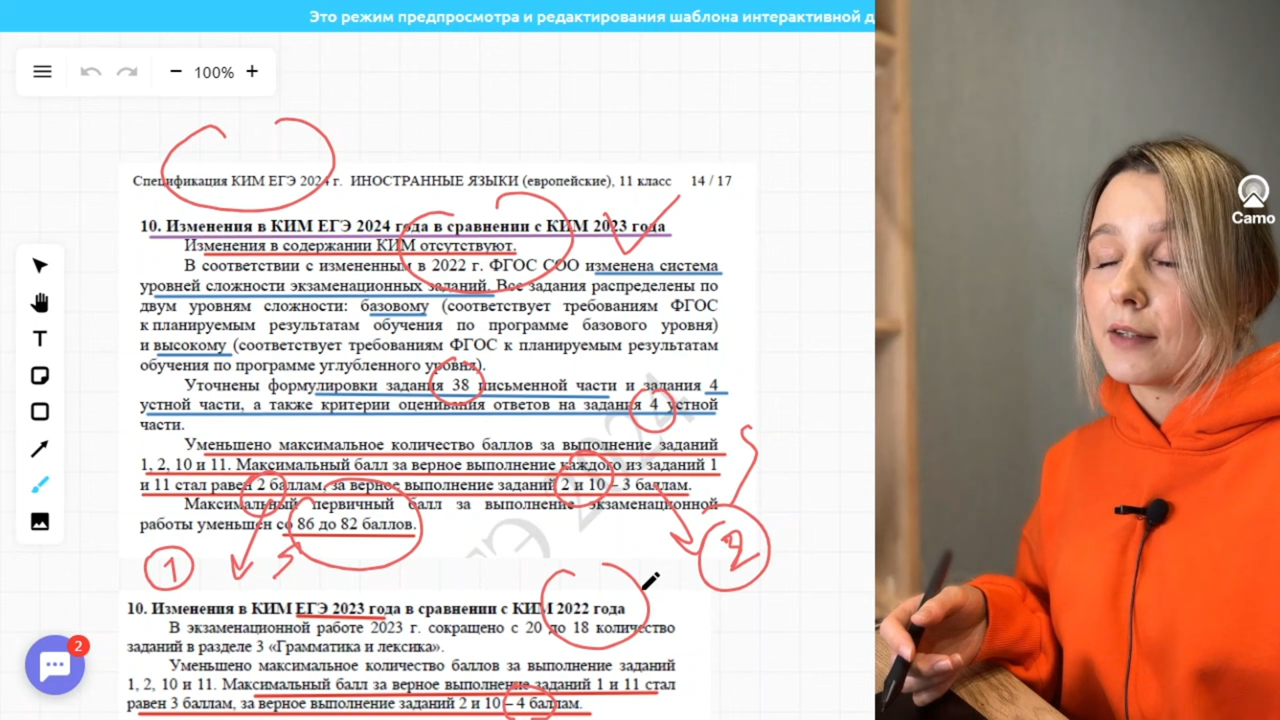 Это режим предпросмотра и редактирования шаблона интерактивной д
100%
Camo
Спецификация КИМ ЕГЭ 2024 г. ИНОСТРАННЫЕ ЯЗЫКИ (европейские), 11 класс 14 / 17
10. Изменения в КИМ ЕГЭ 2024 года в сравнении с КИМ 2023 года
Изменения в содержании КИМ отсутствуют.
В соответствии с измененным в 2022 г. ФГОС СОО изменена система
уровней сложности экзаменационных заданий. Все задания распределены по
двум уровням сложности: базовому (соответствует требованиям ФГОС
к планируемым результатам обучения по программе базового уровня)
и высокому (соответствует требованиям ФГОС к планируемым результатам
обучения по программе углубленного уровня).
Уточнены формулировки задания 38 письменной части и задания 4
устной части, а также критерии оценивания ответов на задания 4 устной
части.
Уменьшено максимальное количество баллов за выполнение заданий
1, 2, 10 и 11. Максимальный балл за верное выполнение каждого из заданий 1
и 11 стал равен 2 баллам, за верное выполнение заданий 2 и 10 – 3 баллам.
Максимальный первичный балл за выполнение экзаменационной
работы уменьшен со 86 до 82 баллов.
1
2
10. Изменения в КИМ ЕГЭ 2023 года в сравнении с КИМ 2022 года
В экзаменационной работе 2023 г. сокращено с 20 до 18 количество
заданий в разделе 3 «Грамматика и лексика».
Уменьшено максимальное количество баллов за выполнение заданий
1, 2, 10 и 11. Максимальный балл за верное выполнение заданий 1 и 11 стал
равен 3 баллам, за верное выполнение заданий 2 и 10 – 4 баллам.
2